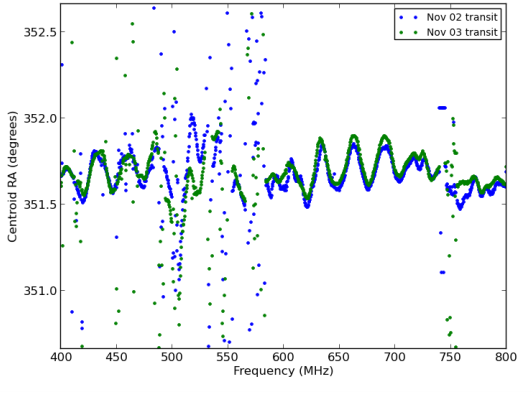 352.5
352.0
351.5
351.0
Centroid RA (degrees)
Nov 02 transit
Nov 03 transit
400 450 500 550 600 650 700 750 800
Frequency (MHz)